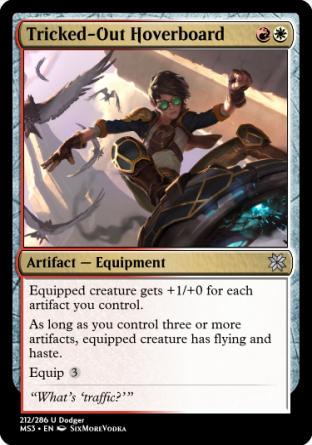 Tricked-Out Hoverboard
Artifact — Equipment
Equipped creature gets +1/+0 for each
artifact you control.
As long as you control three or more
artifacts, equipped creature has flying and
haste.
Equip 3
“What's ‘traffic?’”
212/286 U Dodger
MS3 • EN SixMoreVodka